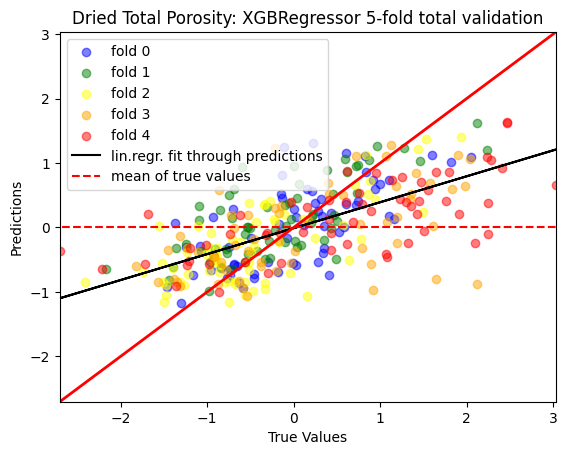 Dried Total Porosity: XGBRegressor 5-fold total validation
fold 0
fold 1
fold 2
fold 3
fold 4
lin.regr. fit through predictions
mean of true values
Predictions
3
2
1
0
−1
−2
−2
−1
0
1
2
3
True Values